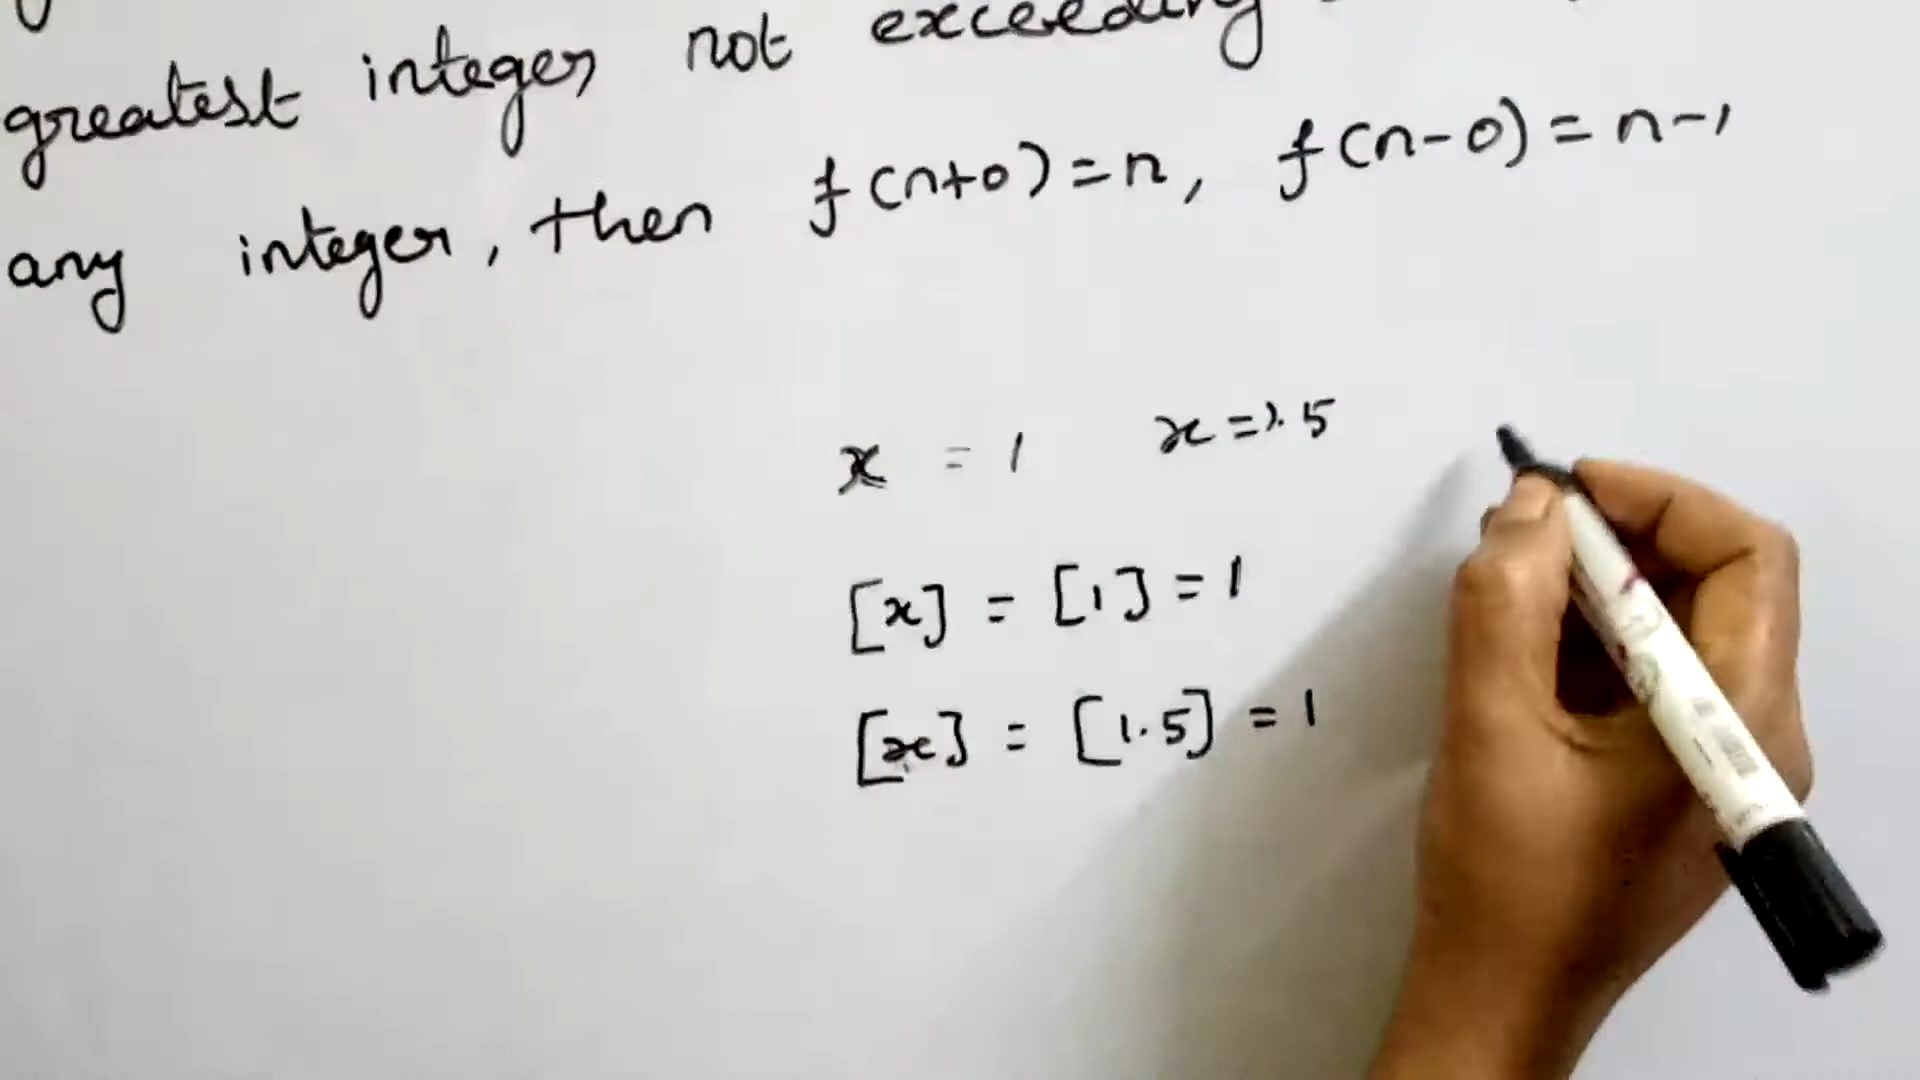 greatest integer not exceeding
any integer, then f(n+0)=n, f(n-0)=n-1
x = 1 x=1.5
[x] = [1] = 1
[x] = [1.5] = 1